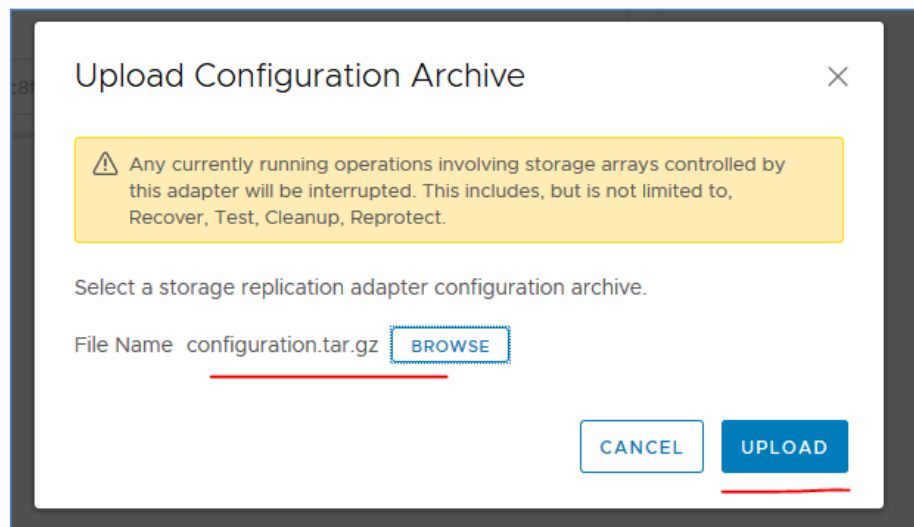 Upload Configuration Archive
Any currently running operations involving storage arrays controlled by
this adapter will be interrupted. This includes, but is not limited to,
Recover, Test, Cleanup, Reprotect.
Select a storage replication adapter configuration archive.
File Name configuration.tar.gz BROWSE
CANCEL UPLOAD